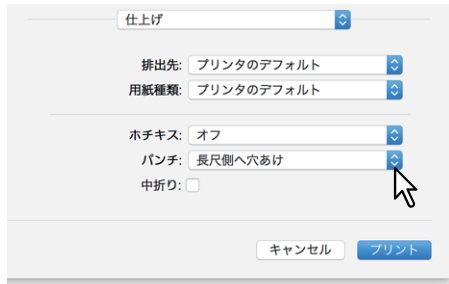 仕上げ
排出先: プリンタのデフォルト
用紙種類: プリンタのデフォルト
ホチキス: オフ
パンチ: 長尺側へ穴あけ
中折り:
キャンセル プリント